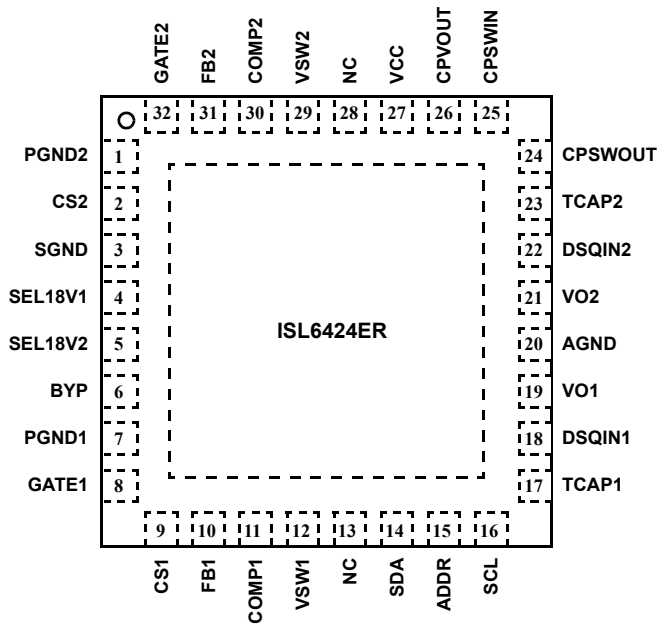 GATE2
FB2
COMP2
VSW2
NC
VCC
CPVOUT
CPSWIN
32 31 30 29 28 27 26 25
PGND2 1
CS2 2
SGND 3
SEL18V1 4
SEL18V2 5
BYP 6
PGND1 7
GATE1 8
ISL6424ER
24 CPSWOUT
23 TCAP2
22 DSQIN2
21 VO2
20 AGND
19 VO1
18 DSQIN1
17 TCAP1
9 10 11 12 13 14 15 16
CS1
FB1
COMP1
VSW1
NC
SDA
ADDR
SCL